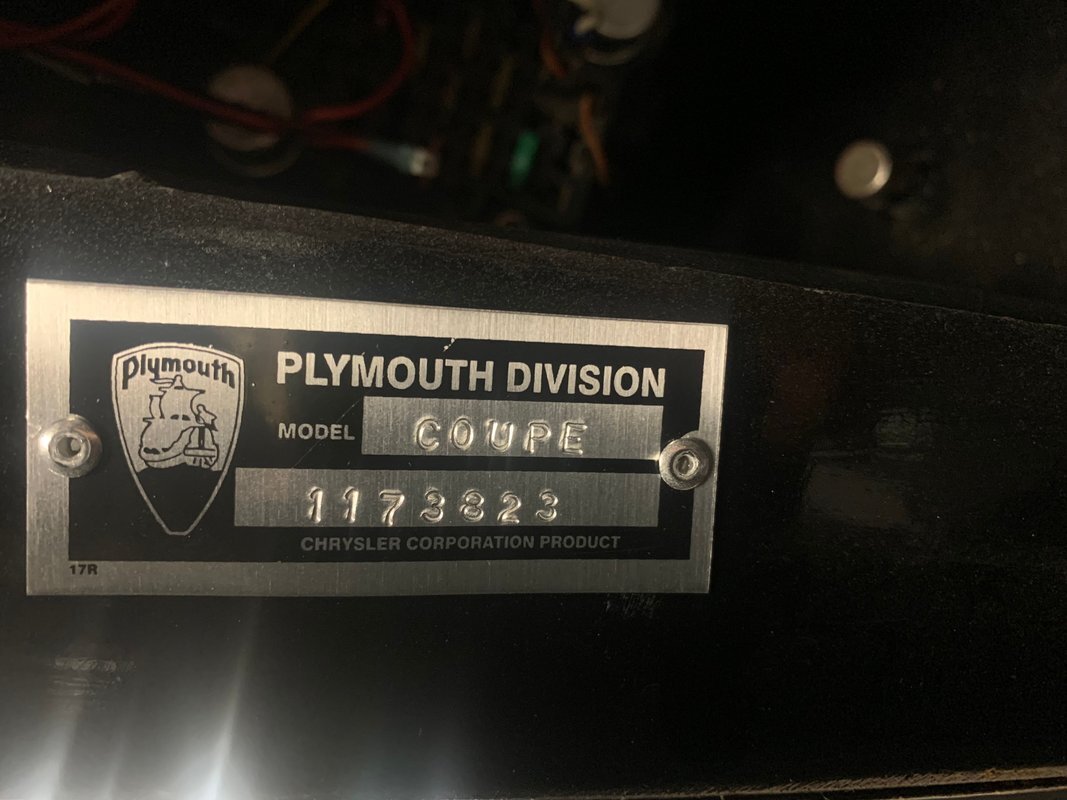 Plymouth
PLYMOUTH DIVISION
MODEL COUPE
1173823
CHRYSLER CORPORATION PRODUCT
17R